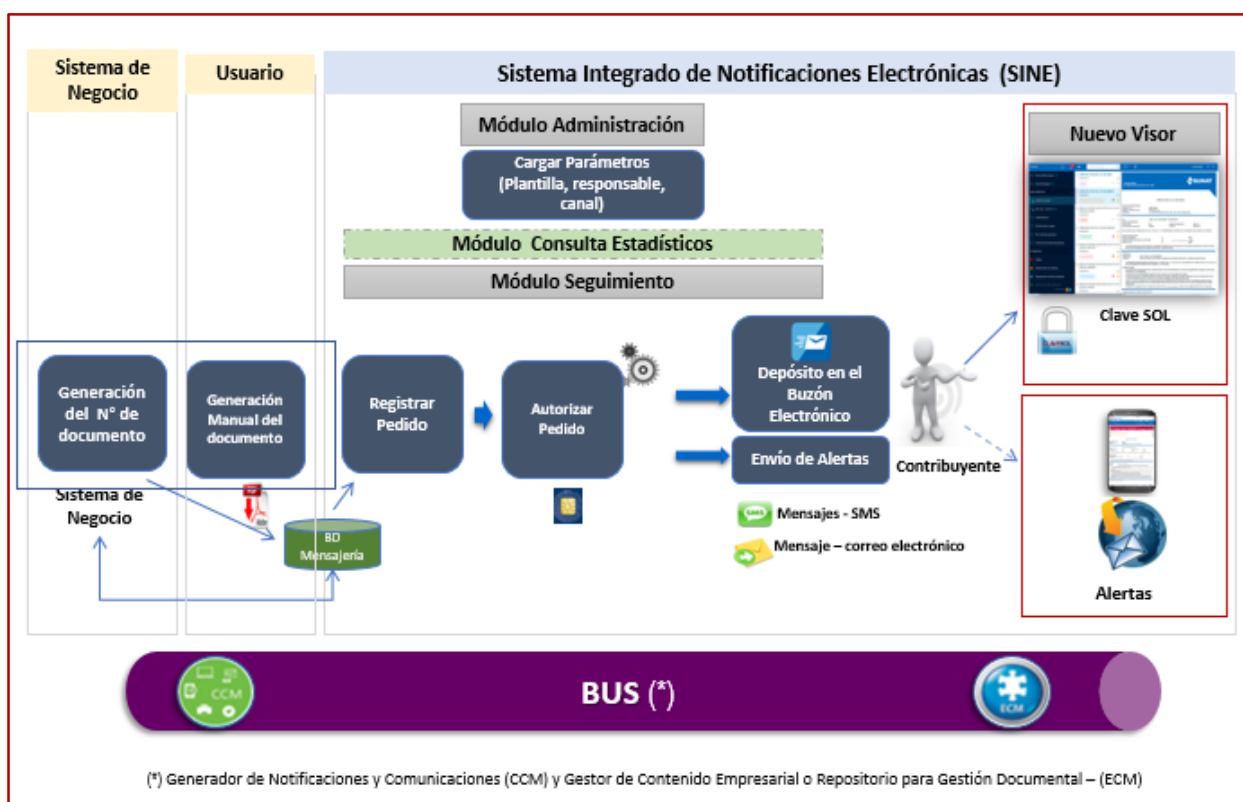 Sistema de
Negocio
Usuario
Sistema Integrado de Notificaciones Electrónicas (SINE)
Módulo Administración
Cargar Parámetros
(Plantilla, responsable,
canal)
Módulo Consulta Estadísticos
Módulo Seguimiento
Nuevo Visor
Clave SOL
Generación
del N° de
documento
Generación
Manual del
documento
Registrar
Pedido
Autorizar
Pedido
Depósito en el
Buzón
Electrónico
Envío de Alertas
Contribuyente
Sistema de
Negocio
BD
Mensajería
SMS
Mensajes - SMS
Mensaje – correo electrónico
Alertas
CCM
BUS (*)
ECM
(*) Generador de Notificaciones y Comunicaciones (CCM) y Gestor de Contenido Empresarial o Repositorio para Gestión Documental – (ECM)